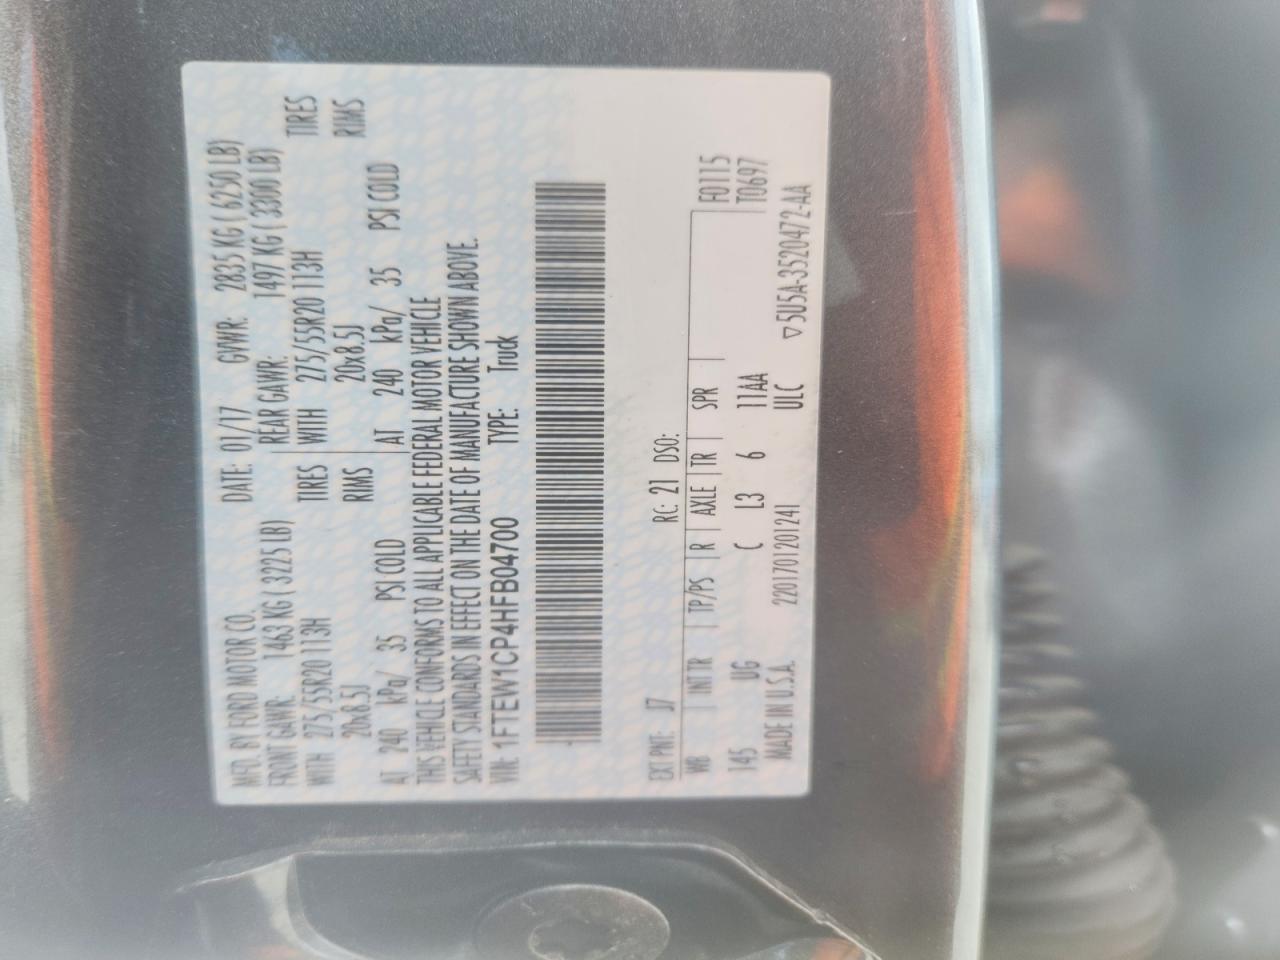 MFD. BY FORD MOTOR CO. DATE: 01/17 GVWR: 2835 KG ( 6250 LB)
FRONT GAWR: 1463 KG ( 3225 LB) REAR GAWR: 1497 KG ( 3300 LB)
WITH 275/55R20 113H TIRES WITH 275/55R20 113H TIRES
20x8.5J RIMS 20x8.5J RIMS
AT 240 kPa/ 35 PSI COLD AT 240 kPa/ 35 PSI COLD
THIS VEHICLE CONFORMS TO ALL APPLICABLE FEDERAL MOTOR VEHICLE
SAFETY STANDARDS IN EFFECT ON THE DATE OF MANUFACTURE SHOWN ABOVE.
VIN: 1FTEW1CP4HFB04700 TYPE: Truck
EXT PNT: J7 RC: 21 DSO:
WB INT TR TP/PS R AXLE TR SPR F0115
145 UG C L3 6 11AA T0697
MADE IN U.S.A. 2201701201241 ULC ▽5U5A-3520472-AA